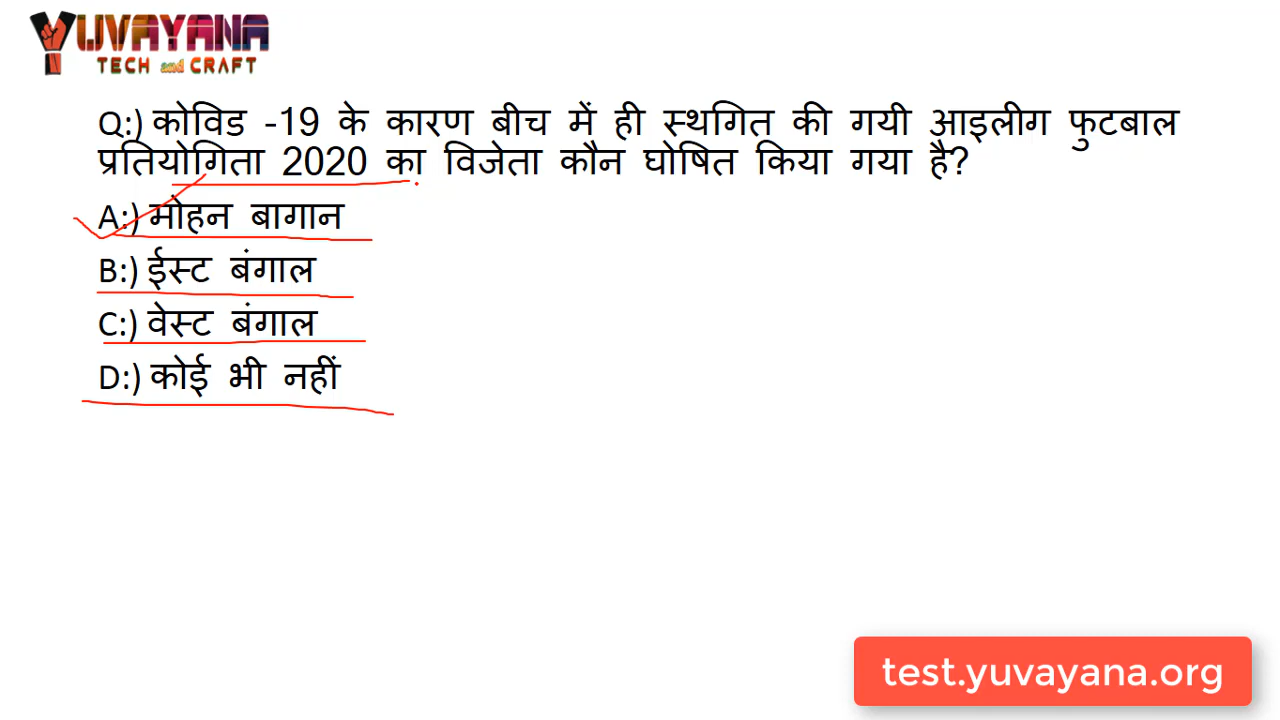 YUVAYANA
TECH and CRAFT
Q:) कोविड -19 के कारण बीच में ही स्थगित की गयी आइलीग फुटबाल
प्रतियोगिता 2020 का विजेता कौन घोषित किया गया है?
A:) मोहन बागान
B:) ईस्ट बंगाल
C:) वेस्ट बंगाल
D:) कोई भी नहीं
test.yuvayana.org